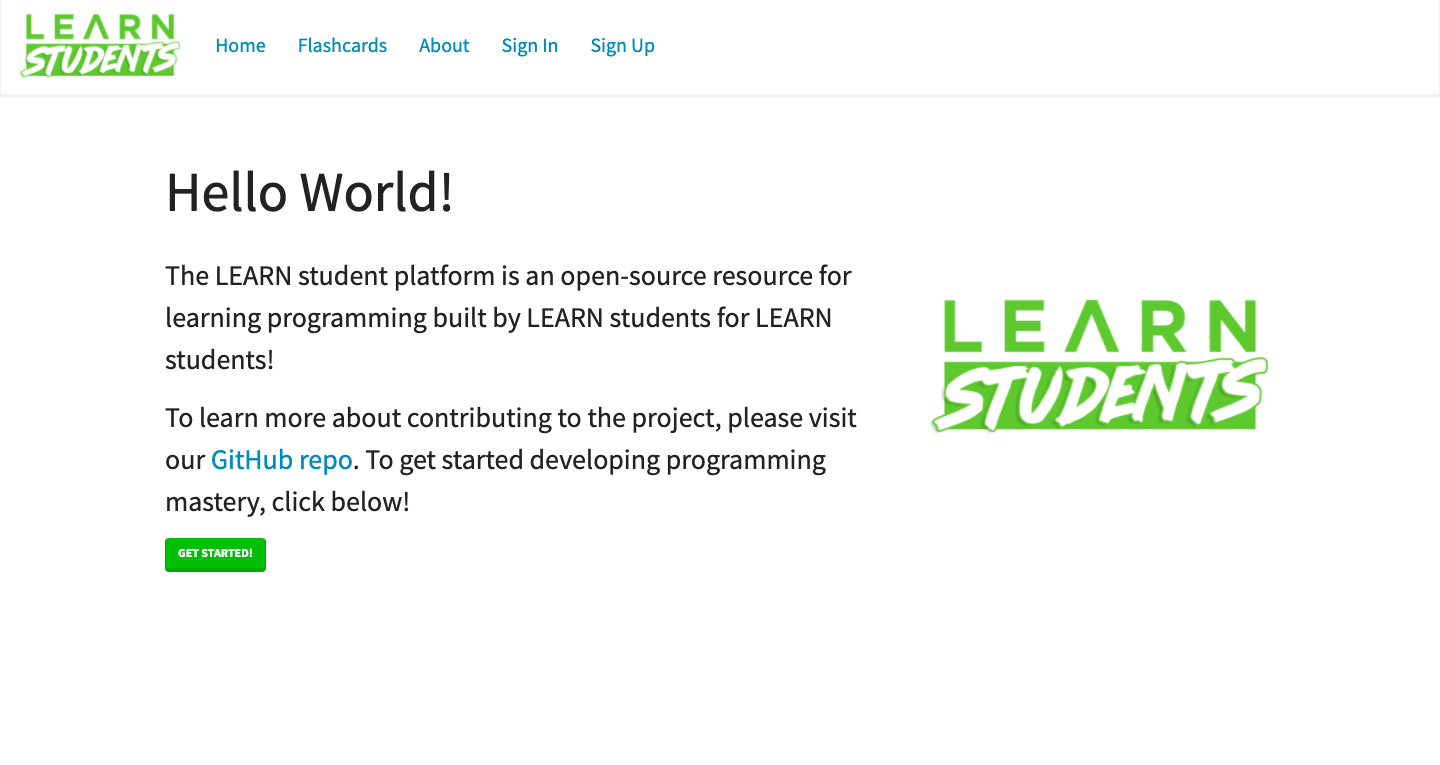 LEARN
STUDENTS
Home Flashcards About Sign In Sign Up
Hello World!
The LEARN student platform is an open-source resource for
learning programming built by LEARN students for LEARN
students!
To learn more about contributing to the project, please visit
our GitHub repo. To get started developing programming
mastery, click below!
GET STARTED!
LEARN
STUDENTS